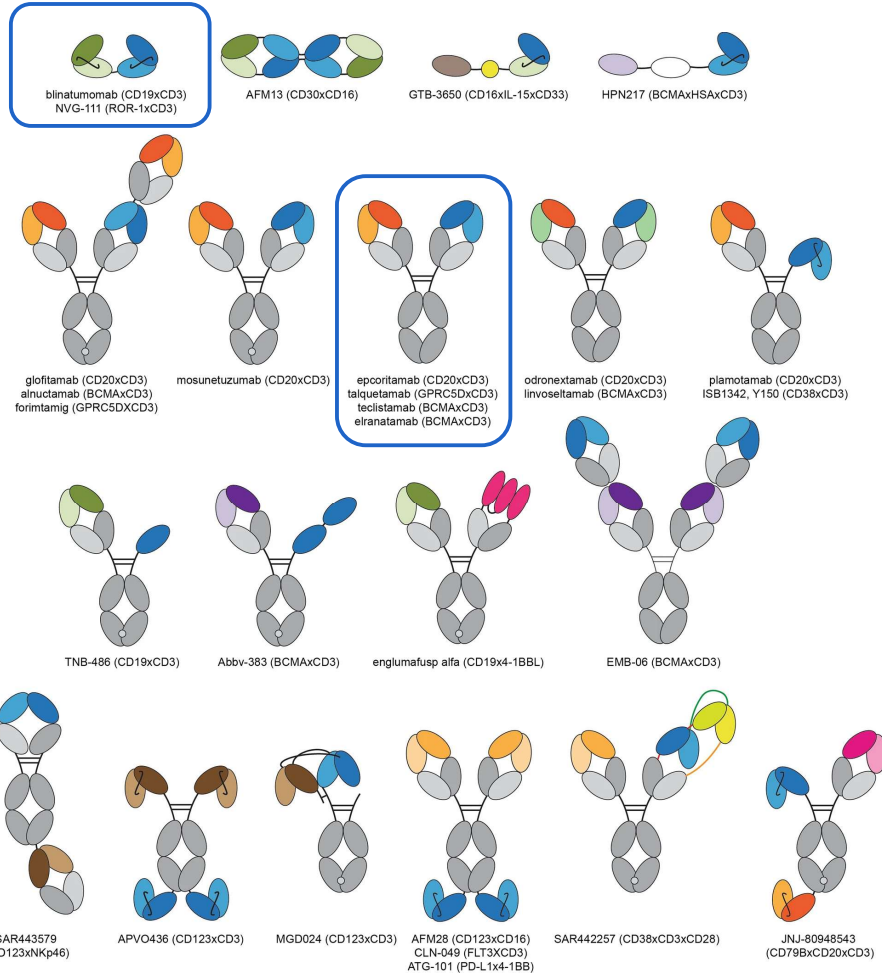 blinatumomab (CD19xCD3)
NVG-111 (ROR-1xCD3)
AFM13 (CD30xCD16)
GTB-3650 (CD16xIL-15xCD33)
HPN217 (BCMAxHSAxCD3)
glofitamab (CD20xCD3)
alnuctamab (BCMAxCD3)
forimtamig (GPRC5DXCD3)
mosunetuzumab (CD20xCD3)
epcoritamab (CD20xCD3)
talquetamab (GPRC5DxCD3)
teclistamab (BCMAxCD3)
elranatamab (BCMAxCD3)
odronextamab (CD20xCD3)
linvoseltamab (BCMAxCD3)
plamotamab (CD20xCD3)
ISB1342, Y150 (CD38xCD3)
TNB-486 (CD19xCD3)
Abbv-383 (BCMAxCD3)
englumafusp alfa (CD19x4-1BBL)
EMB-06 (BCMAxCD3)
SAR443579
D123xNKp46)
APVO436 (CD123xCD3)
MGD024 (CD123xCD3)
AFM28 (CD123xCD16)
CLN-049 (FLT3XCD3)
ATG-101 (PD-L1x4-1BB)
SAR442257 (CD38xCD3xCD28)
JNJ-80948543
(CD79BxCD20xCD3)